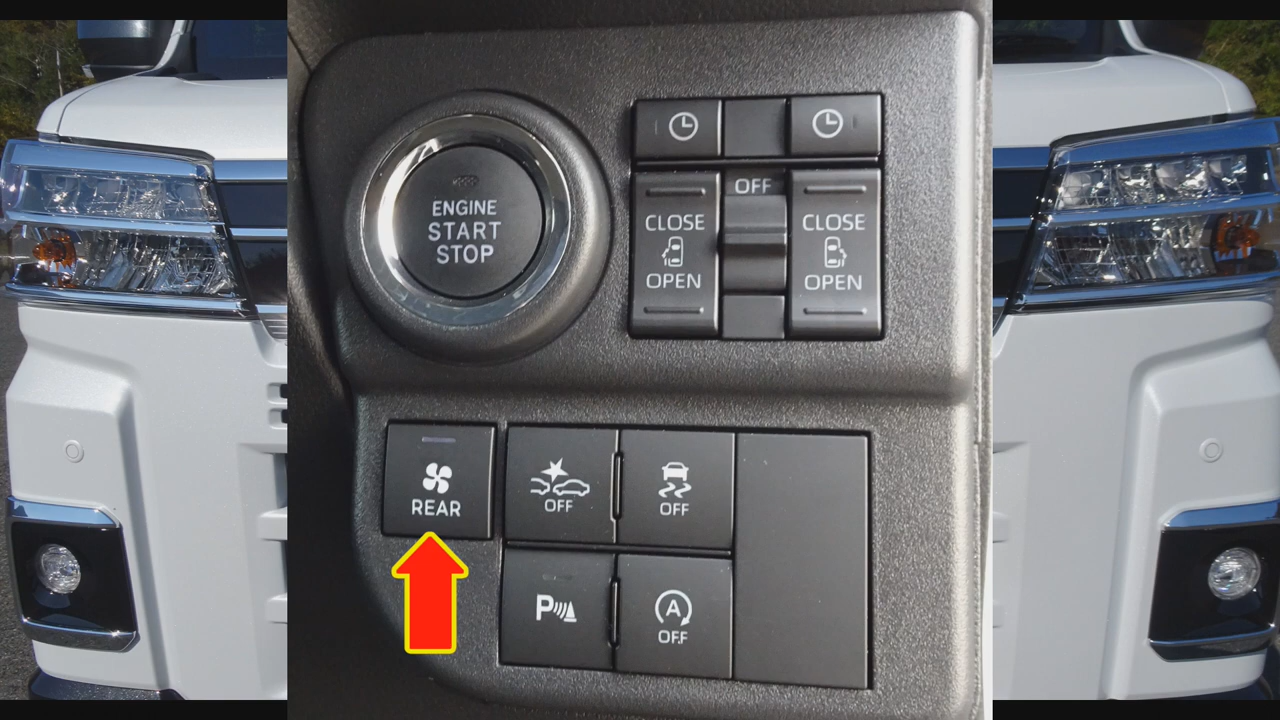 ENGINE
START
STOP
OFF
CLOSE
OPEN
CLOSE
OPEN
REAR
OFF
OFF
P
A
OFF